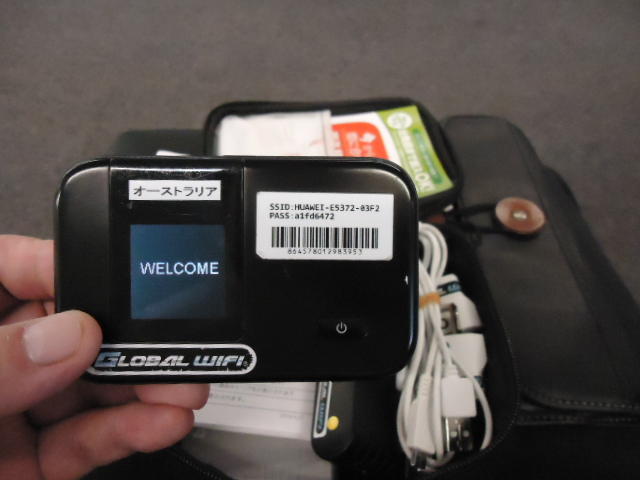 オーストラリア
SSID:HUAWEI-E5372-03F2
PASS:a1fd6472
864578012983953
WELCOME
GLOBAL WIFI